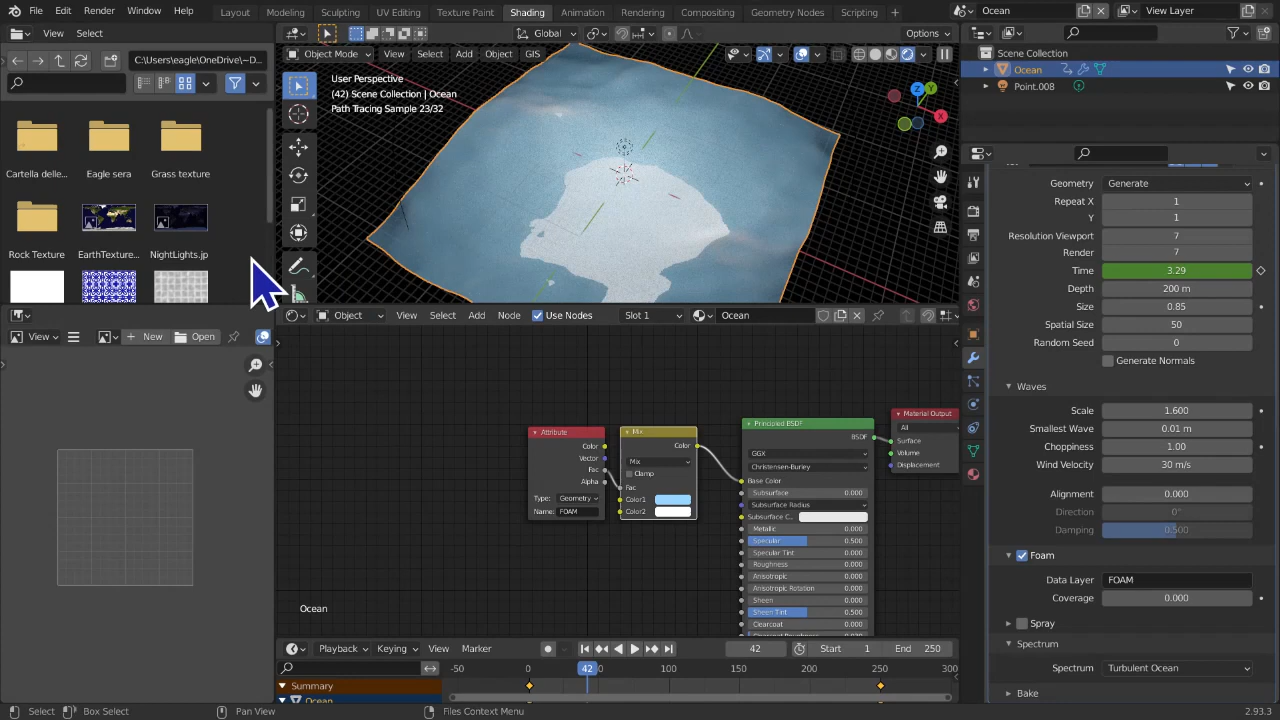 File Edit Render Window Help Layout Modeling Sculpting UV Editing Texture Paint Shading Animation Rendering Compositing Geometry Nodes Scripting + Ocean View Layer
View Select Global Options
C:\Users\eagle\OneDrive\~D... Object Mode View Select Add Object GIS
User Perspective
(42) Scene Collection | Ocean
Path Tracing Sample 23/32
Z Y X
Scene Collection
Ocean
Point.008
Cartella delle... Eagle sera Grass texture
Rock Texture EarthTexture... NightLights.jp
Geometry Generate
Repeat X 1
Y 1
Resolution Viewport 7
Render 7
Time 3.29
Depth 200 m
Size 0.85
Spatial Size 50
Random Seed 0
Generate Normals
Waves
Scale 1.600
Smallest Wave 0.01 m
Choppiness 1.00
Wind Velocity 30 m/s
Alignment 0.000
Direction 0°
Damping 0.500
Foam
Data Layer FOAM
Coverage 0.000
Spray
Spectrum
Spectrum Turbulent Ocean
Bake
View New Open
Object View Select Add Node Use Nodes Slot 1 Ocean
Attribute
Color
Vector
Fac
Alpha
Type: Geometry
Name: FOAM
Mix
Color
Mix
Clamp
Fac
Color1
Color2
Principled BSDF
BSDF
GGX
Christensen-Burley
Base Color
Subsurface 0.000
Subsurface Radius
Subsurface C..
Metallic 0.000
Specular 0.500
Specular Tint 0.000
Roughness 0.000
Anisotropic 0.000
Anisotropic Rotation 0.000
Sheen 0.000
Sheen Tint 0.500
Clearcoat 0.000
Material Output
All
Surface
Volume
Displacement
Ocean
Playback Keying View Marker 42 Start 1 End 250
-50 0 42 100 150 200 250 300
Summary
Ocean
Select Box Select Pan View Files Context Menu 2.93.3